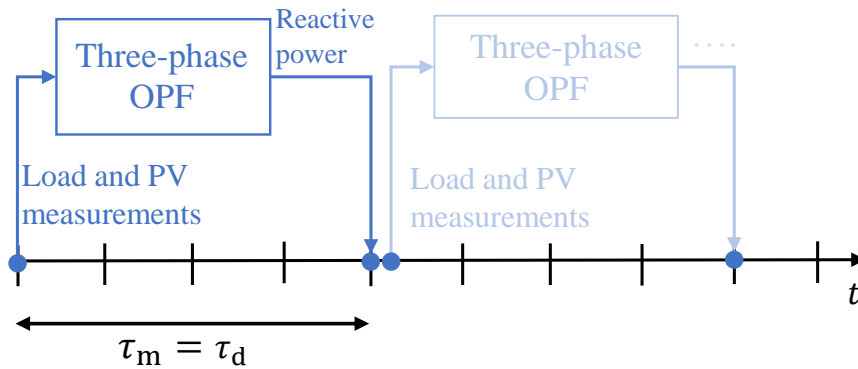 Three-phase
OPF
Reactive
power
Load and PV
measurements
Three-phase
OPF
....
Load and PV
measurements
t
τm = τd